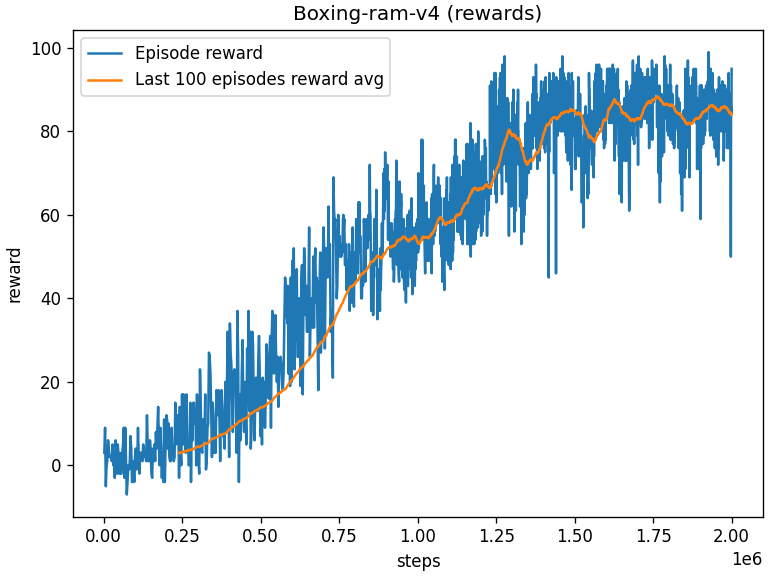 Boxing-ram-v4 (rewards)
Episode reward
Last 100 episodes reward avg
reward
100
80
60
40
20
0
0.00 0.25 0.50 0.75 1.00 1.25 1.50 1.75 2.00
steps
1e6